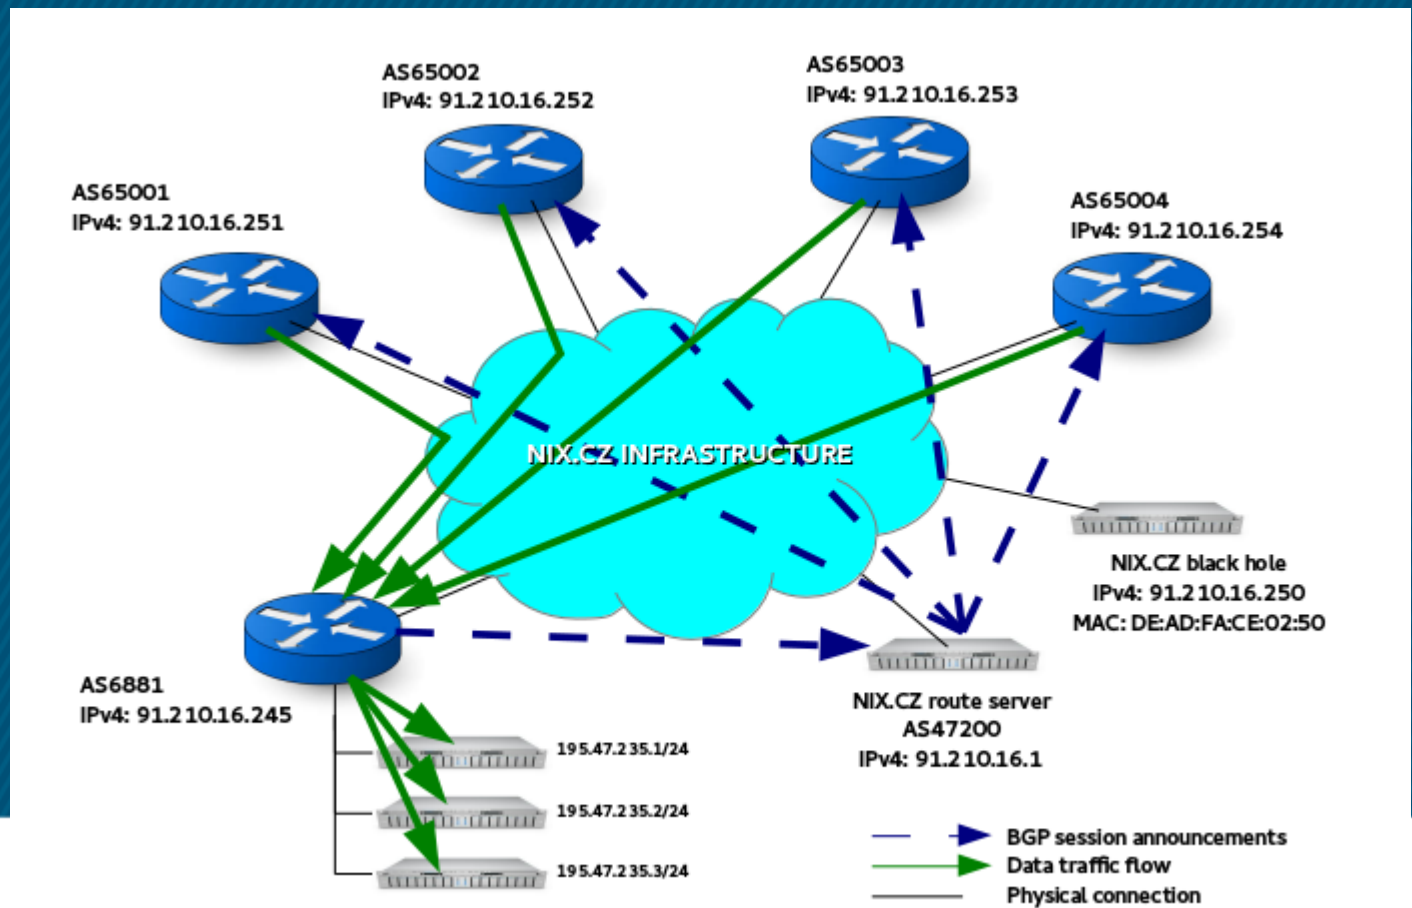 AS65002
IPv4: 91.210.16.252
AS65003
IPv4: 91.210.16.253
AS65001
IPv4: 91.210.16.251
AS65004
IPv4: 91.210.16.254
NIX.CZ INFRASTRUCTURE
NIX.CZ black hole
IPv4: 91.210.16.250
MAC: DE:AD:FA:CE:02:50
AS6881
IPv4: 91.210.16.245
NIX.CZ route server
AS47200
IPv4: 91.210.16.1
195.47.235.1/24
195.47.235.2/24
195.47.235.3/24
BGP session announcements
Data traffic flow
Physical connection